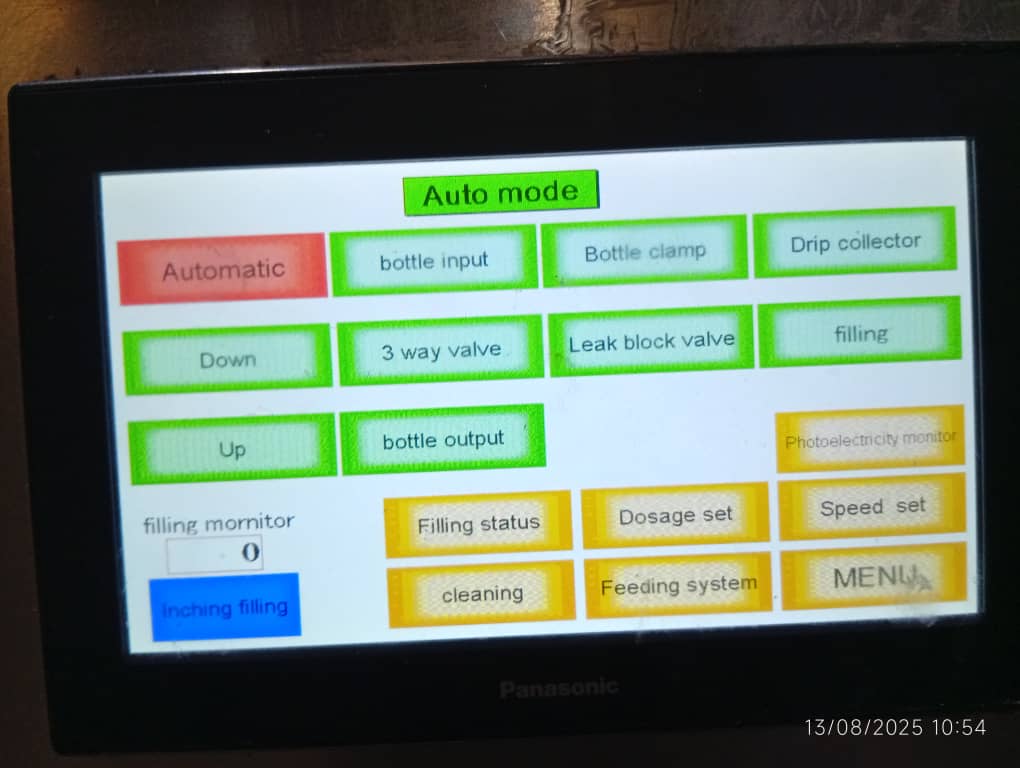 Auto mode
Automatic
bottle input
Bottle clamp
Drip collector
Down
3 way valve
Leak block valve
filling
Up
bottle output
Photoelectricity monitor
filling mornitor
0
Filling status
Dosage set
Speed set
inching filling
cleaning
Feeding system
MENU
Panasonic
13/08/2025 10:54